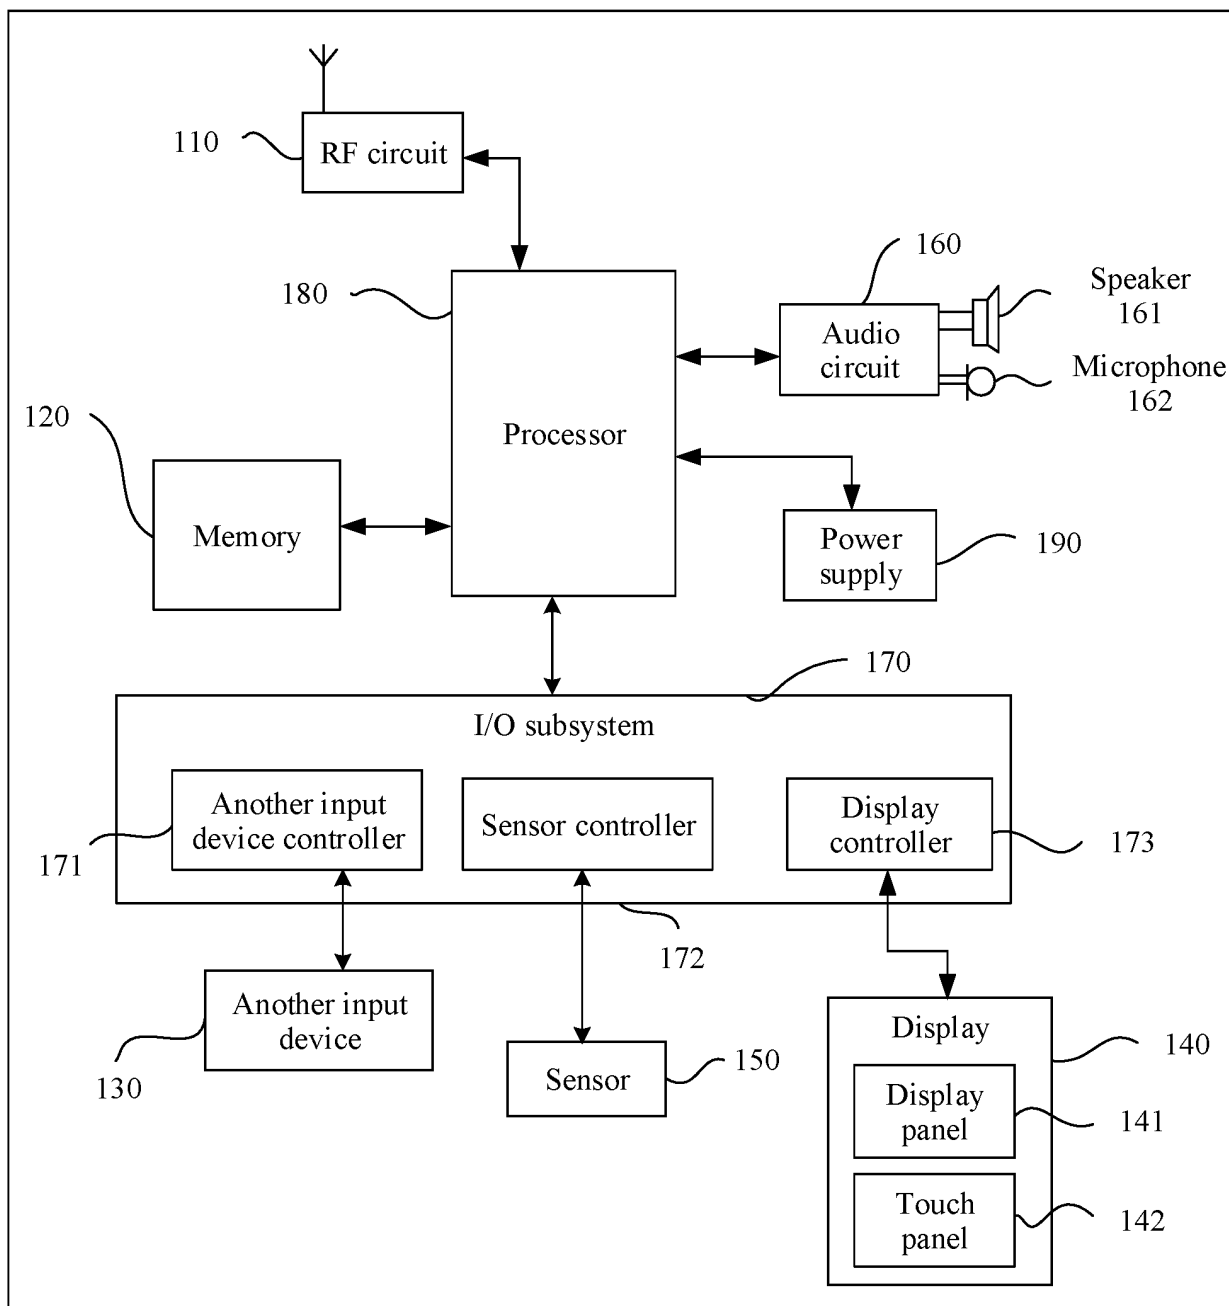 110
RF circuit
160
180
Speaker
161
Audio
circuit
Microphone
162
120
Processor
Memory
Power
supply
190
170
I/O subsystem
Another input
device controller
Sensor controller
Display
controller
171
173
172
Another input
device
130
Sensor
150
Display
140
Display
panel
141
Touch
panel
142